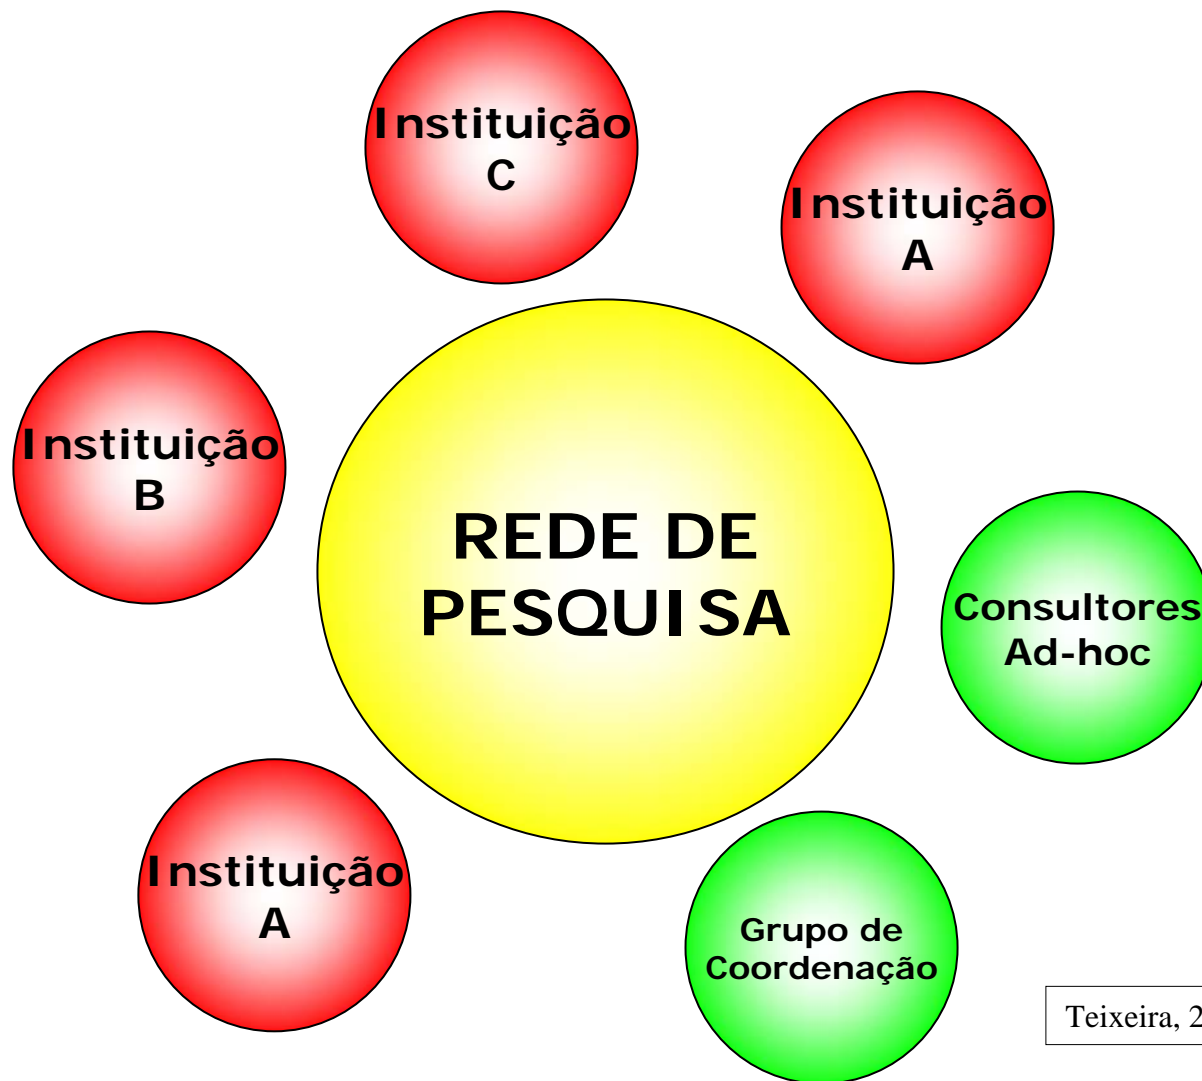 Instituição
C
Instituição
A
Instituição
B
REDE DE
PESQUISA
Consultores
Ad-hoc
Instituição
A
Grupo de
Coordenação
Teixeira, 2